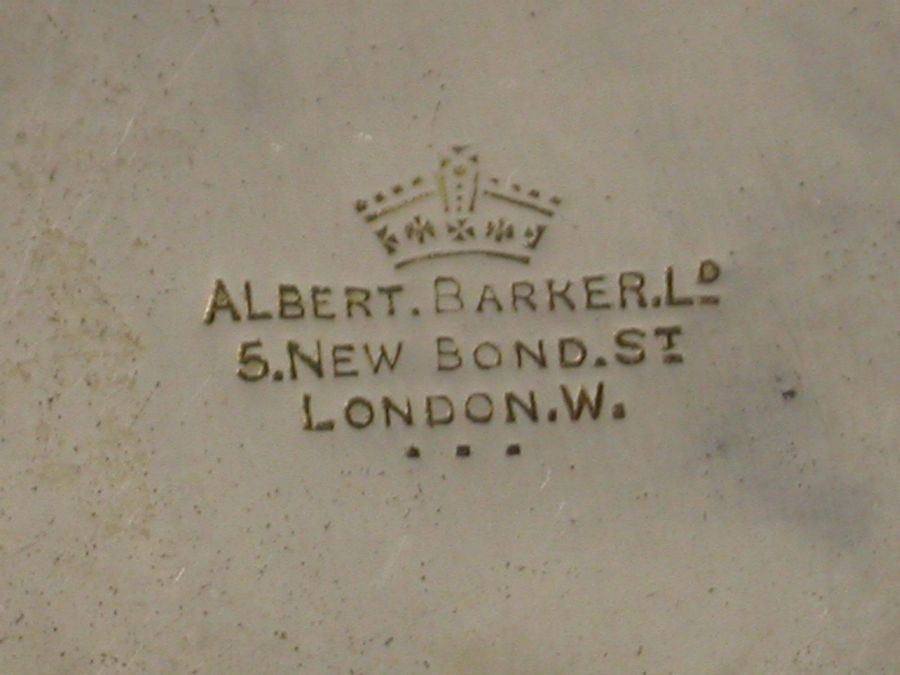 ALBERT. BARKER. LD
5. NEW BOND. ST
LONDON. W.